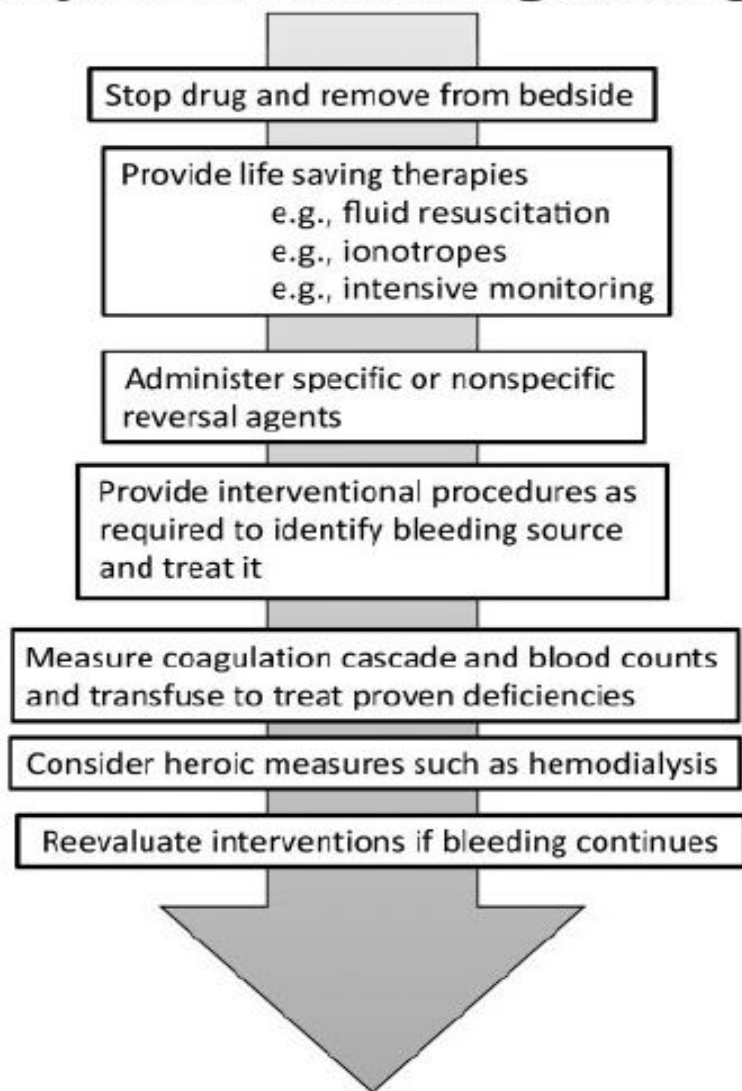 Stop drug and remove from bedside
Provide life saving therapies
e.g., fluid resuscitation
e.g., ionotropes
e.g., intensive monitoring
Administer specific or nonspecific
reversal agents
Provide interventional procedures as
required to identify bleeding source
and treat it
Measure coagulation cascade and blood counts
and transfuse to treat proven deficiencies
Consider heroic measures such as hemodialysis
Reevaluate interventions if bleeding continues